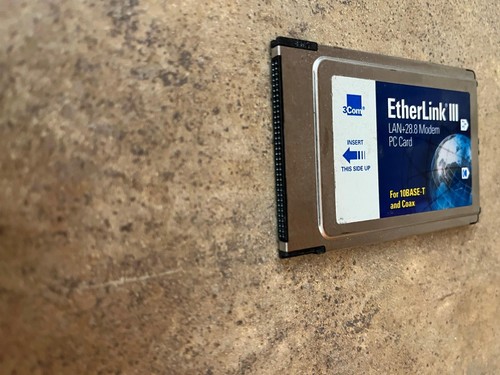 3Com
INSERT
THIS SIDE UP
EtherLink III
LAN+28.8 Modem
PC Card
For 10BASE-T
and Coax